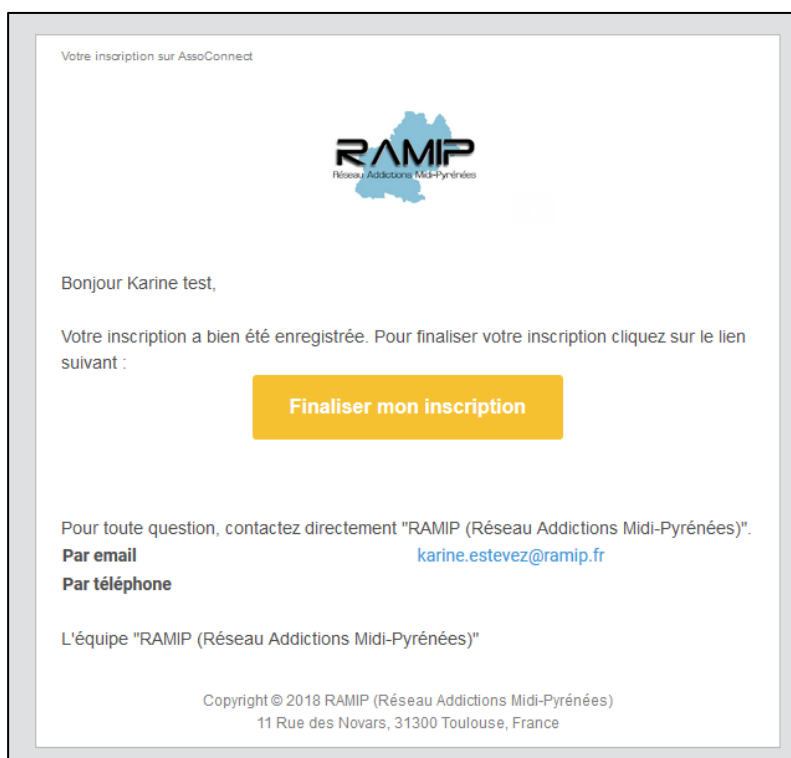 Votre inscription sur AssoConnect
RAMIP
Réseau Addictions Midi-Pyrénées
Bonjour Karine test,
Votre inscription a bien été enregistrée. Pour finaliser votre inscription cliquez sur le lien
suivant :
Finaliser mon inscription
Pour toute question, contactez directement "RAMIP (Réseau Addictions Midi-Pyrénées)".
Par email karine.estevez@ramip.fr
Par téléphone
L'équipe "RAMIP (Réseau Addictions Midi-Pyrénées)"
Copyright © 2018 RAMIP (Réseau Addictions Midi-Pyrénées)
11 Rue des Novars, 31300 Toulouse, France